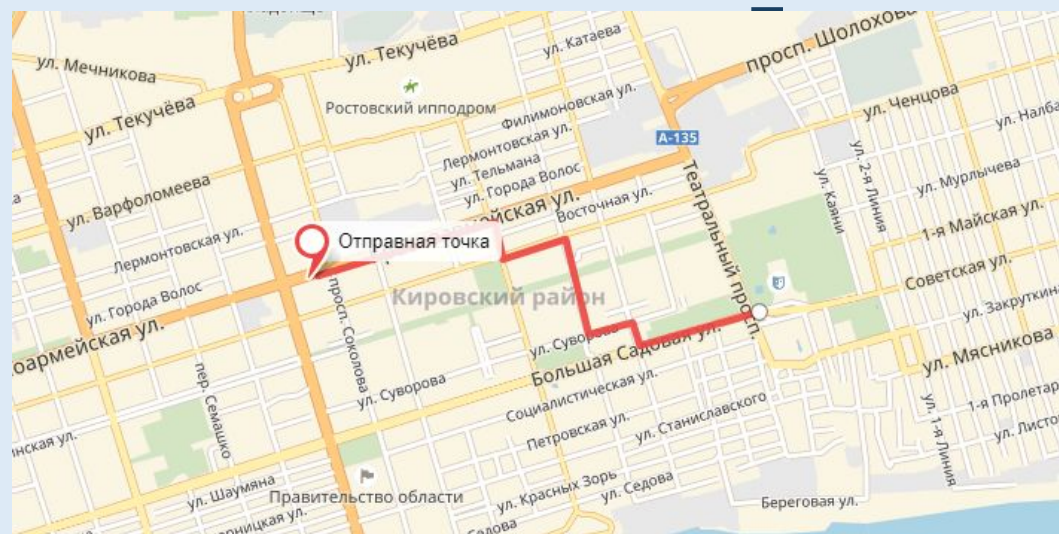 ул. Мечникова
ул. Текучёва
ул. Катаева
просп. Шолохова
Ростовский ипподром
ул. Текучёва
Филимоновская ул.
ул. Ченцова
А-135
Лермонтовская ул.
ул. Тельмана
ул. Города Волос
ул. Варфоломеева
Восточная ул.
Театральный просп.
ул. Каяни
ул. 2-я Линия
ул. Мурлычева
1-я Майская ул.
Лермонтовская ул.
Отправная точка
Советская ул.
просп. Соколова
Кировский район
ул. Города Волос
ул. Закруткина
ул. Суворова
Большая Садовая ул.
ул. Мясникова
пер. Семашко
ул. Суворова
Социалистическая ул.
ул. Станиславского
Петровская ул.
ул. 1-я Линия
ул. Шаумяна
Правительство области
ул. Красных Зорь
ул. Седова
Береговая ул.